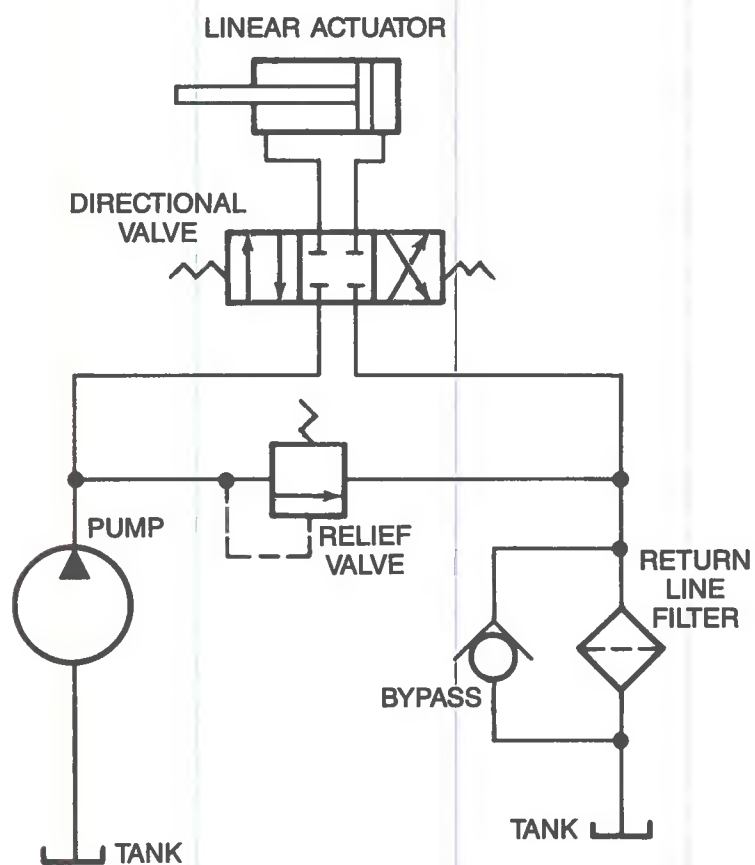 LINEAR ACTUATOR
DIRECTIONAL
VALVE
PUMP
RELIEF
VALVE
RETURN
LINE
FILTER
BYPASS
TANK
TANK